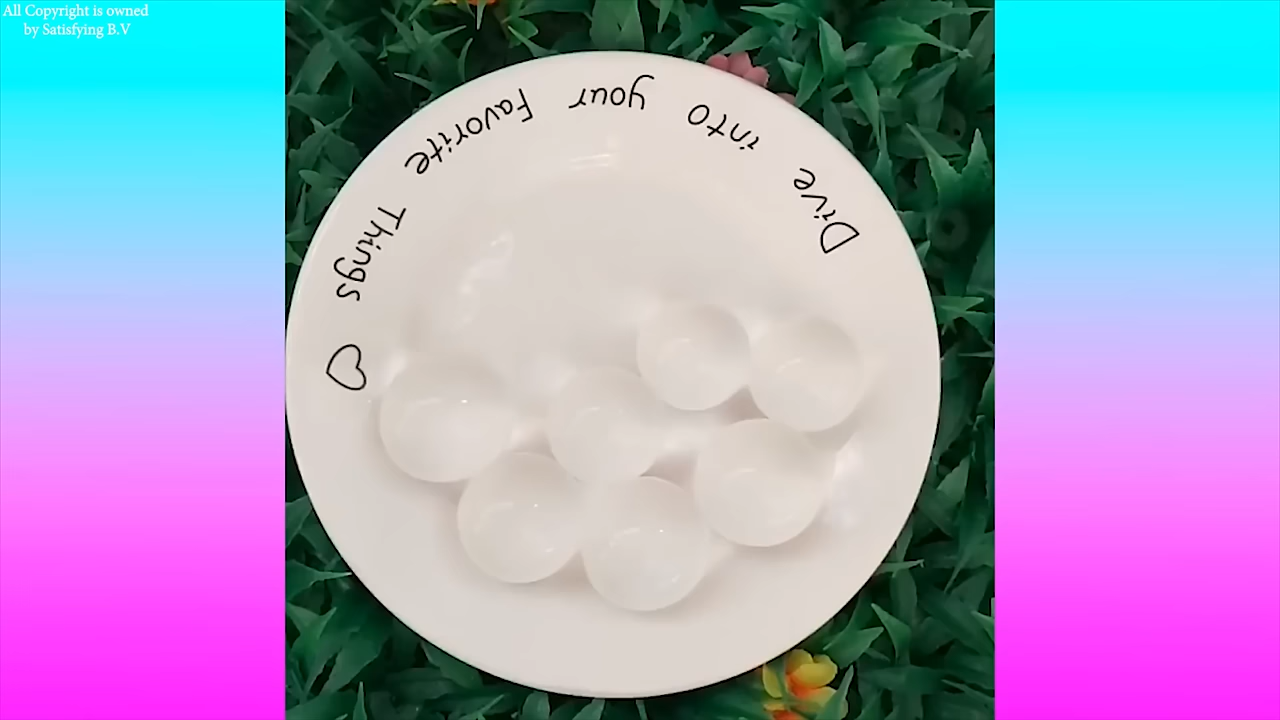 All Copyright is owned
by Satisfying B.V
Dive into your Favorite Things ♡